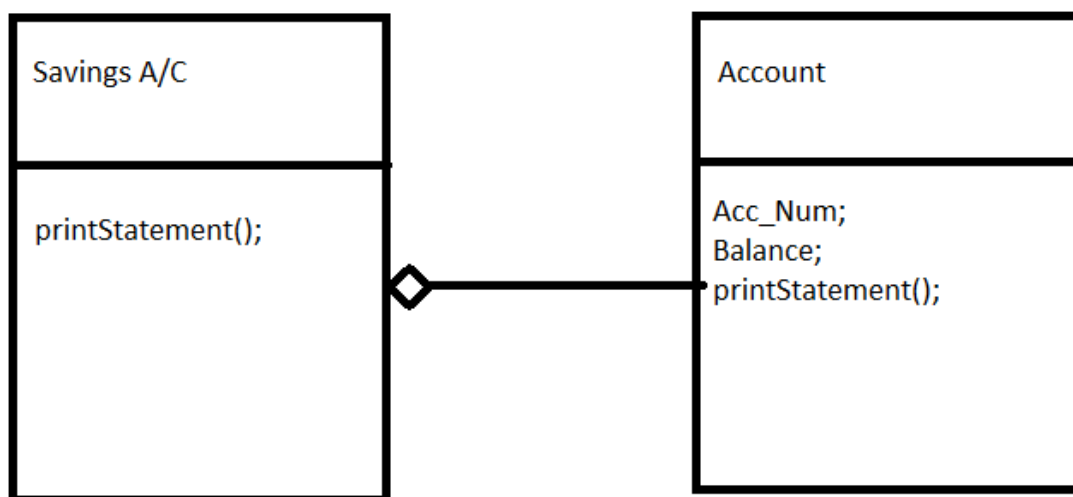 Savings A/C
printStatement();
Account
Acc_Num;
Balance;
printStatement();